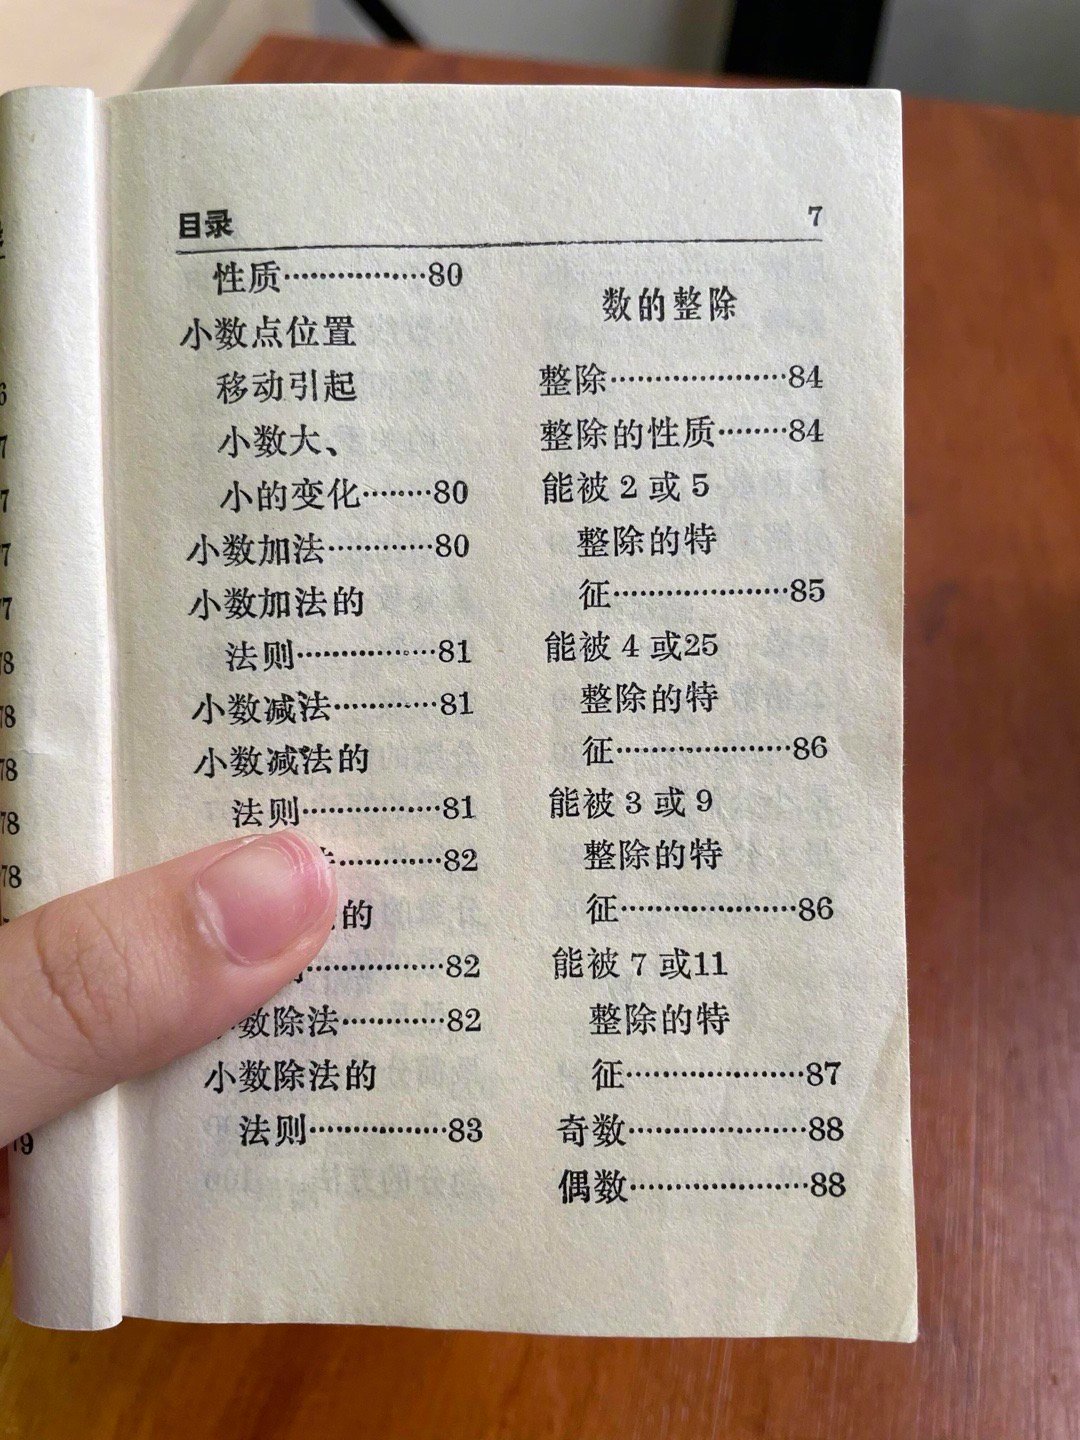 目录 7
性质················80
小数点位置
移动引起
小数大、
小的变化········80
小数加法············80
小数加法的
法则················81
小数减法············81
小数减法的
法则················81
············82
的
················82
数除法············82
小数除法的
法则················83
数的整除
整除····················84
整除的性质········84
能被 2 或 5
整除的特
征····················85
能被 4 或25
整除的特
征····················86
能被 3 或 9
整除的特
征····················86
能被 7 或11
整除的特
征····················87
奇数····················88
偶数····················88